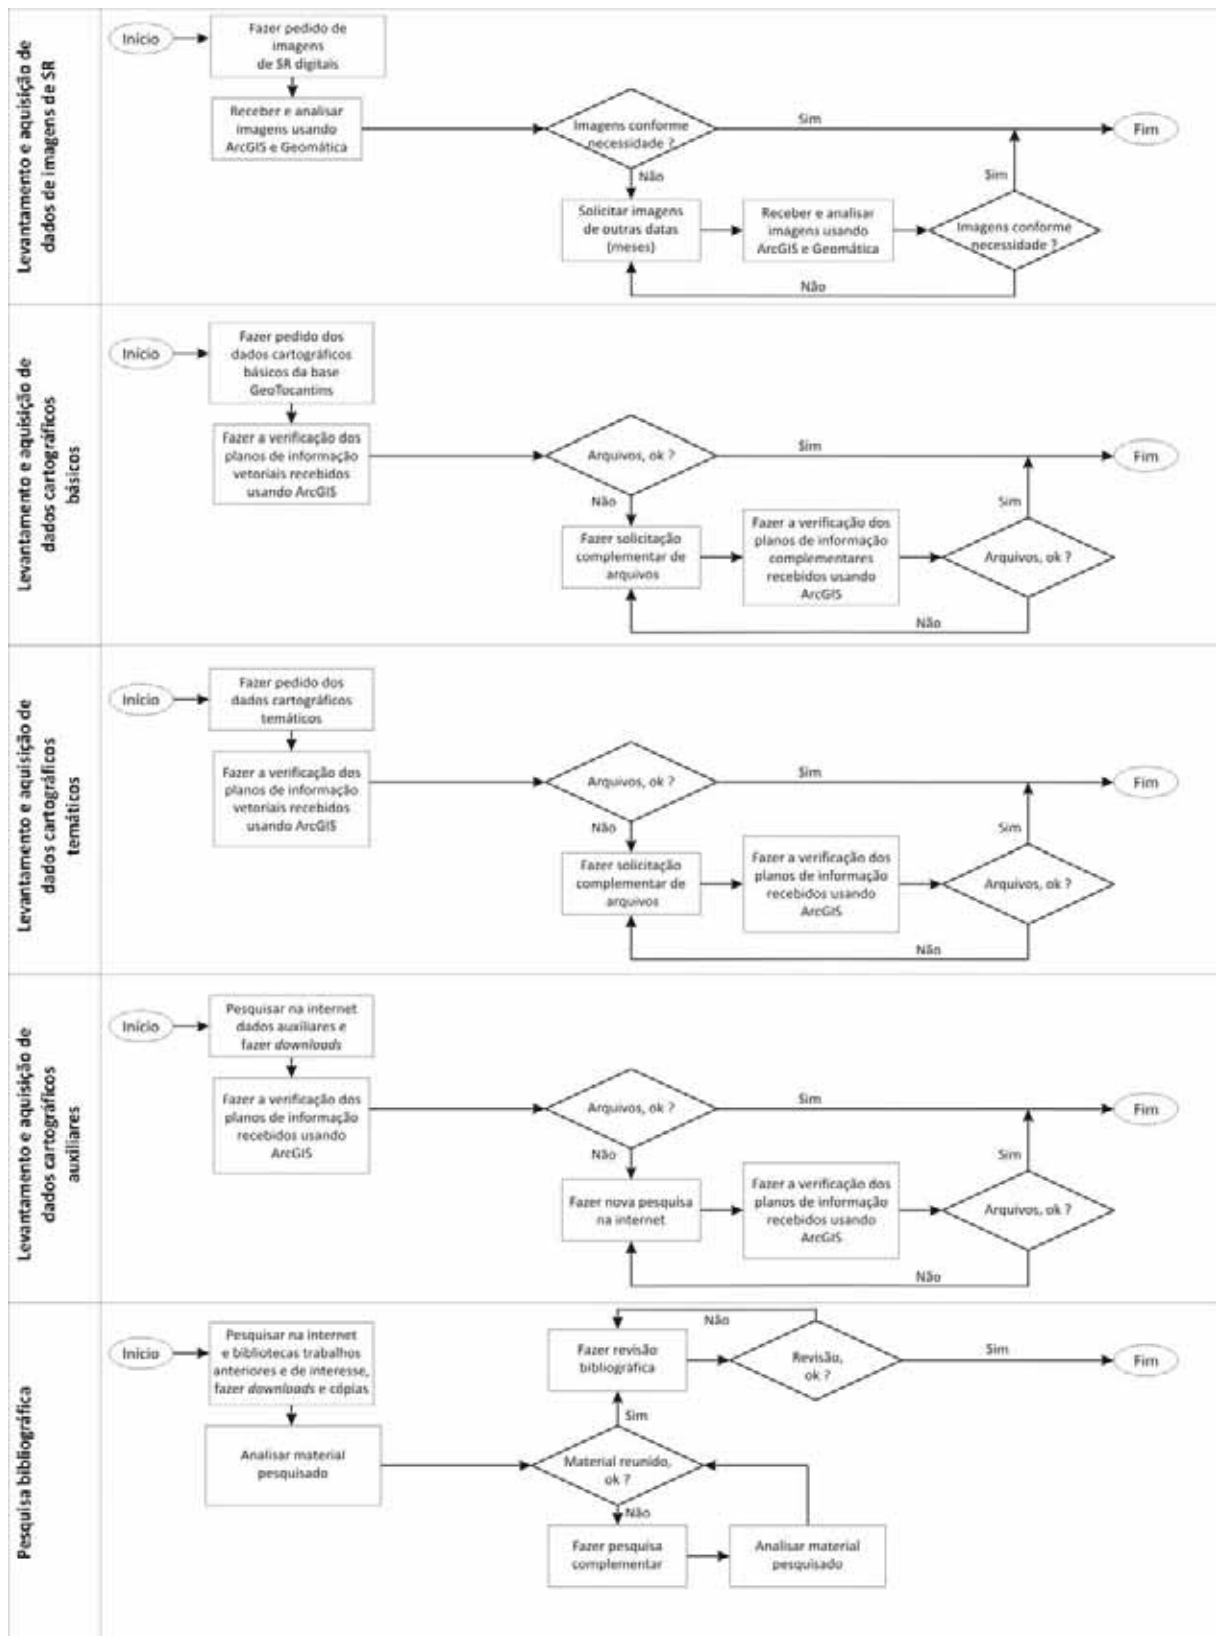 Levantamento e aquisição de
dados de imagens de SR
Início
Fazer pedido de
imagens
de SR digitais
Receber e analisar
imagens usando
ArcGIS e Geomática
Imagens conforme
necessidade ?
Sim
Fim
Não
Solicitar imagens
de outras datas
(meses)
Receber e analisar
imagens usando
ArcGIS e Geomática
Imagens conforme
necessidade ?
Sim
Não
Levantamento e aquisição de
dados cartográficos
básicos
Início
Fazer pedido dos
dados cartográficos
básicos da base
GeoTocantins
Fazer a verificação dos
planos de informação
vetoriais recebidos
usando ArcGIS
Arquivos, ok ?
Sim
Fim
Não
Fazer solicitação
complementar de
arquivos
Fazer a verificação dos
planos de informação
complementares
recebidos usando
ArcGIS
Arquivos, ok ?
Sim
Não
Levantamento e aquisição de
dados cartográficos
temáticos
Início
Fazer pedido dos
dados cartográficos
temáticos
Fazer a verificação dos
planos de informação
vetoriais recebidos
usando ArcGIS
Arquivos, ok ?
Sim
Fim
Não
Fazer solicitação
complementar de
arquivos
Fazer a verificação dos
planos de informação
recebidos usando
ArcGIS
Arquivos, ok ?
Sim
Não
Levantamento e aquisição de
dados cartográficos
auxiliares
Início
Pesquisar na internet
dados auxiliares e
fazer downloads
Fazer a verificação dos
planos de informação
recebidos usando
ArcGIS
Arquivos, ok ?
Sim
Fim
Não
Fazer nova pesquisa
na internet
Fazer a verificação dos
planos de informação
recebidos usando
ArcGIS
Arquivos, ok ?
Sim
Não
Pesquisa bibliográfica
Início
Pesquisar na internet
e bibliotecas trabalhos
anteriores e de interesse,
fazer downloads e cópias
Analisar material
pesquisado
Material reunido,
ok ?
Sim
Fazer revisão
bibliográfica
Não
Revisão,
ok ?
Sim
Fim
Não
Fazer pesquisa
complementar
Analisar material
pesquisado